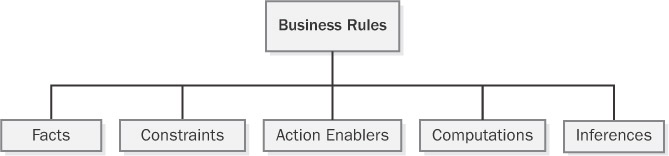 Business Rules
Facts
Constraints
Action Enablers
Computations
Inferences